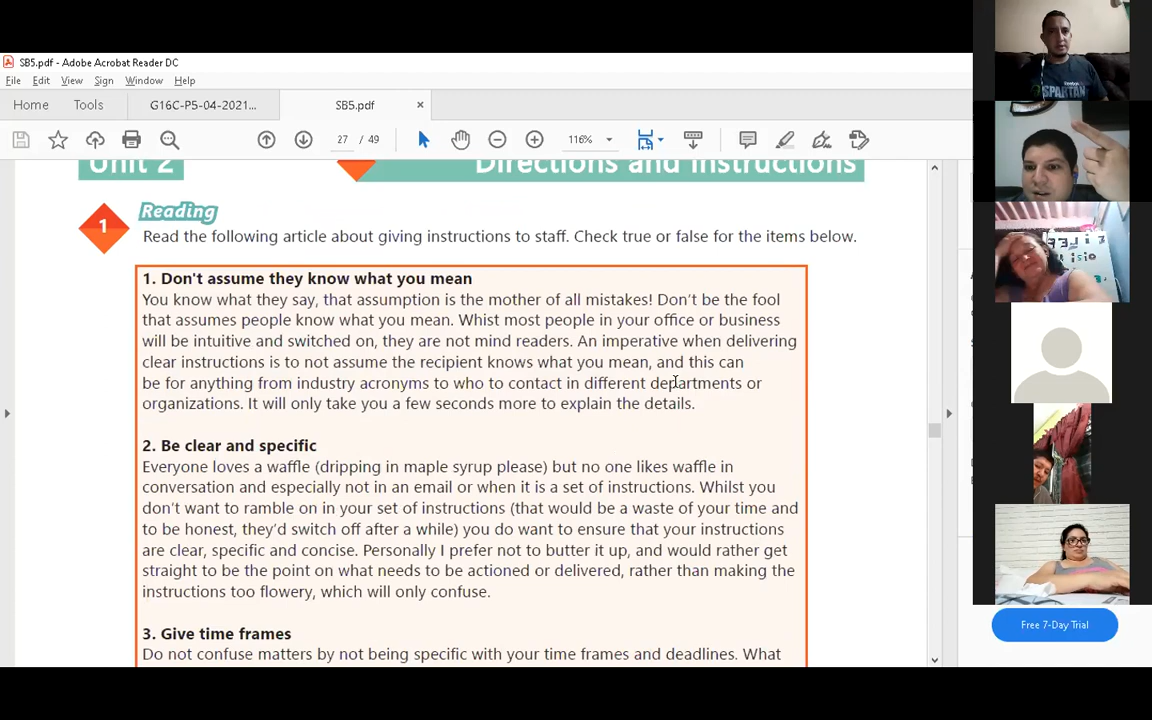 SB5.pdf - Adobe Acrobat Reader DC
File Edit View Sign Window Help
Home Tools G16C-P5-04-2021... SB5.pdf ×
27 / 49 116%
Unit 2 Directions and Instructions
1 Reading
Read the following article about giving instructions to staff. Check true or false for the items below.
1. Don't assume they know what you mean
You know what they say, that assumption is the mother of all mistakes! Don't be the fool
that assumes people know what you mean. Whist most people in your office or business
will be intuitive and switched on, they are not mind readers. An imperative when delivering
clear instructions is to not assume the recipient knows what you mean, and this can
be for anything from industry acronyms to who to contact in different departments or
organizations. It will only take you a few seconds more to explain the details.
2. Be clear and specific
Everyone loves a waffle (dripping in maple syrup please) but no one likes waffle in
conversation and especially not in an email or when it is a set of instructions. Whilst you
don't want to ramble on in your set of instructions (that would be a waste of your time and
to be honest, they'd switch off after a while) you do want to ensure that your instructions
are clear, specific and concise. Personally I prefer not to butter it up, and would rather get
straight to be the point on what needs to be actioned or delivered, rather than making the
instructions too flowery, which will only confuse.
3. Give time frames
Do not confuse matters by not being specific with your time frames and deadlines. What
SPARTAN
Free 7-Day Trial